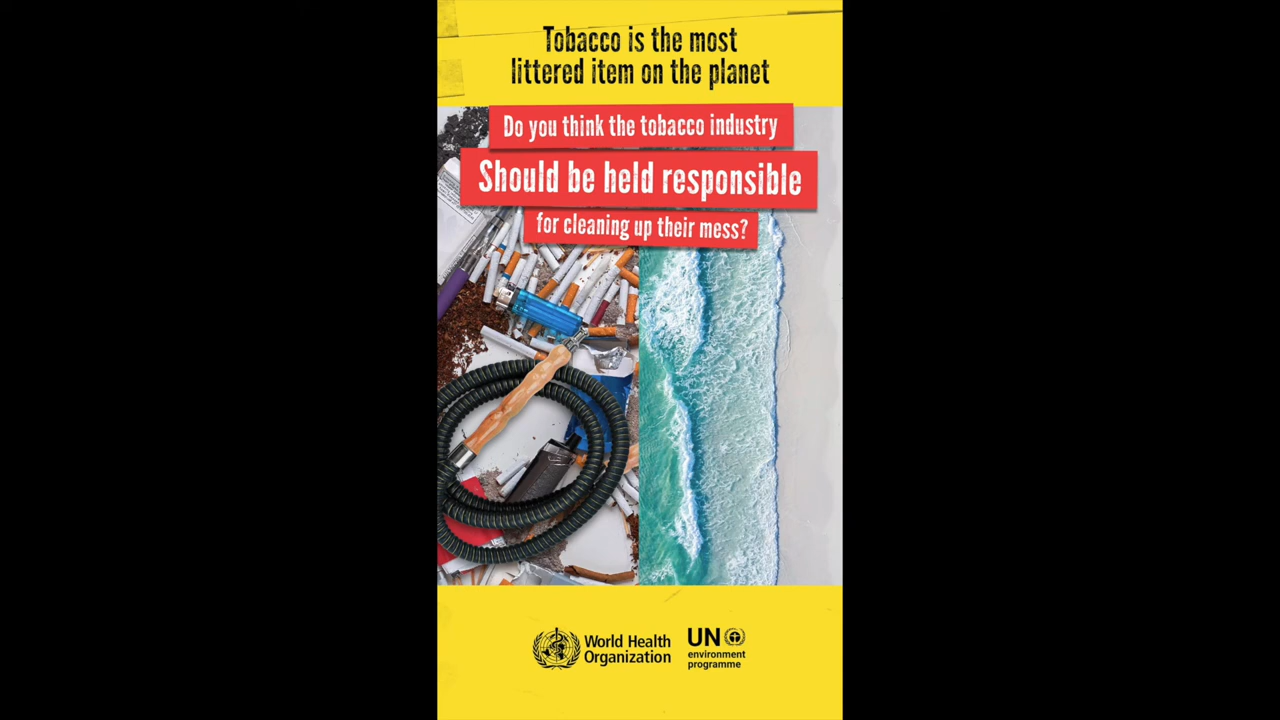 Tobacco is the most
littered item on the planet
Do you think the tobacco industry
Should be held responsible
for cleaning up their mess?
World Health
Organization
UN
environment
programme